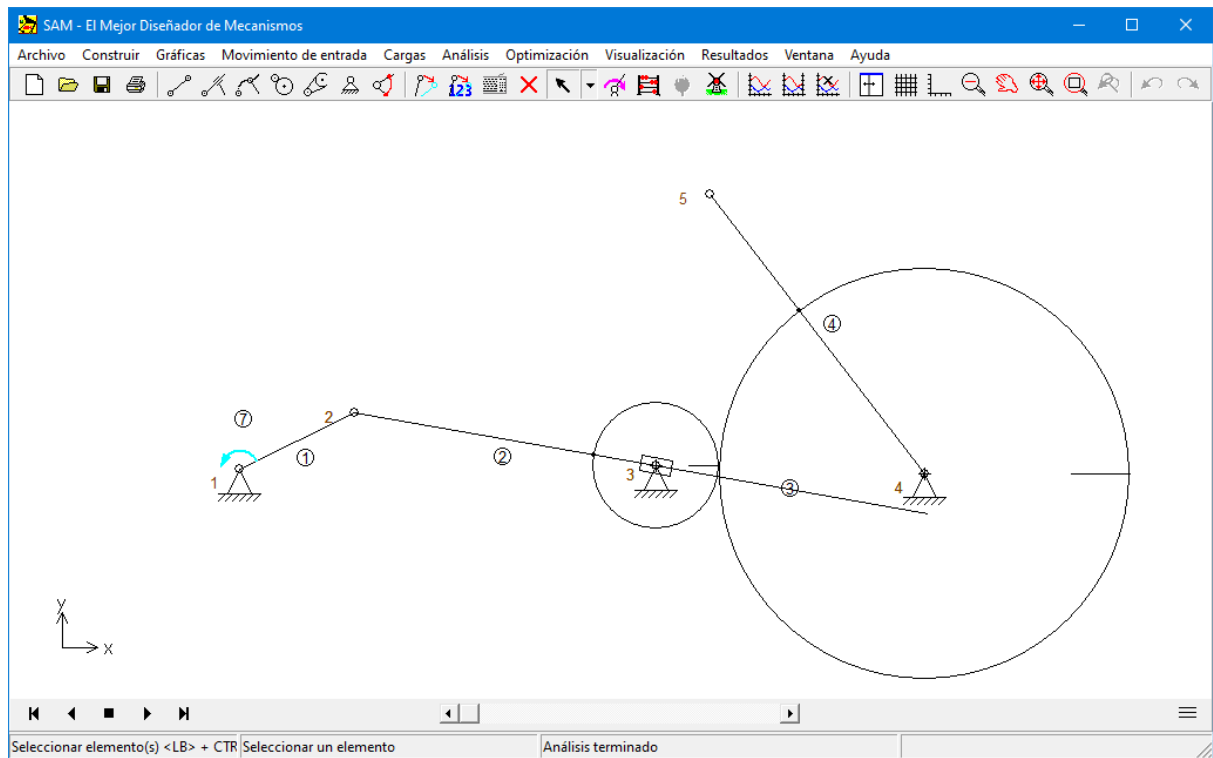 SAM - El Mejor Diseñador de Mecanismos
Archivo Construir Gráficas Movimiento de entrada Cargas Análisis Optimización Visualización Resultados Ventana Ayuda
123
5
4
7
2
1
2
3
3
4
1
y
x
Seleccionar elemento(s) <LB> + CTR Seleccionar un elemento Análisis terminado